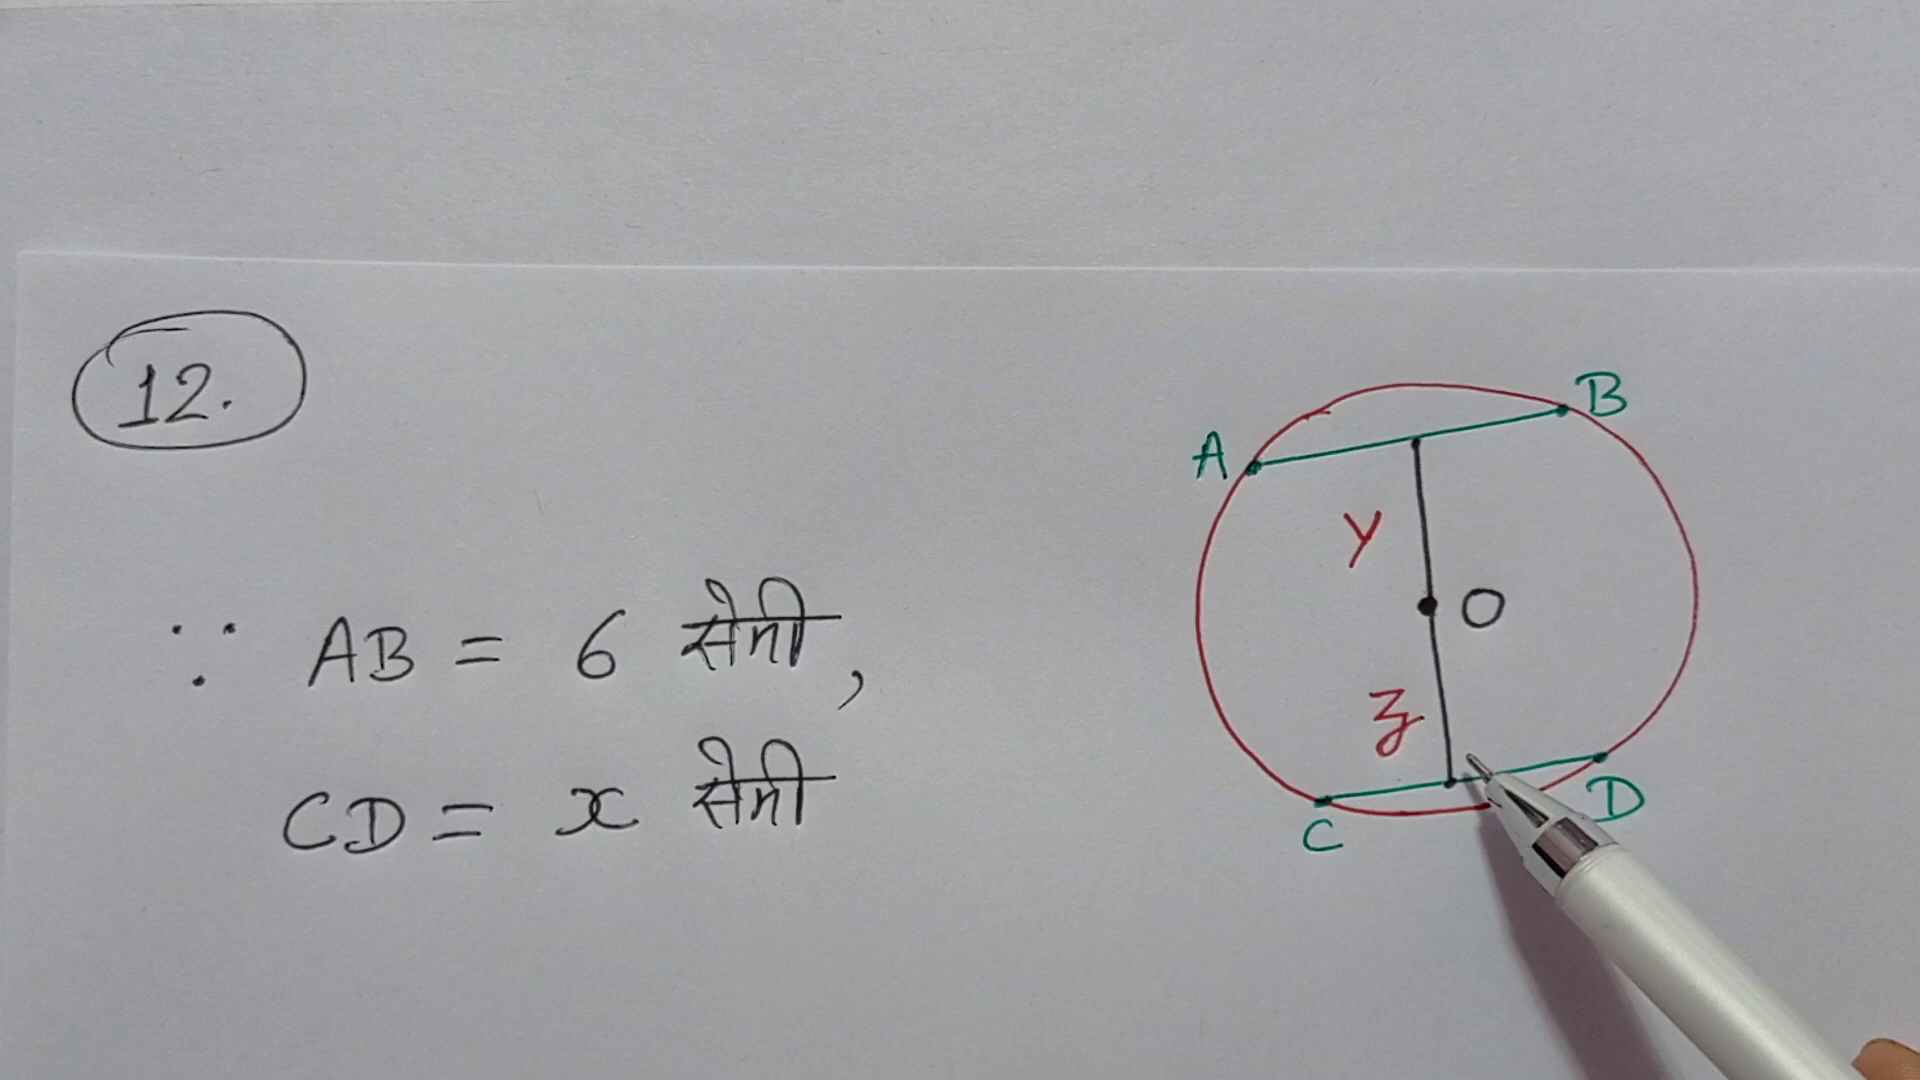 12.
∵ AB = 6 सेमी,
CD = x सेमी
A
B
y
O
z
C
D